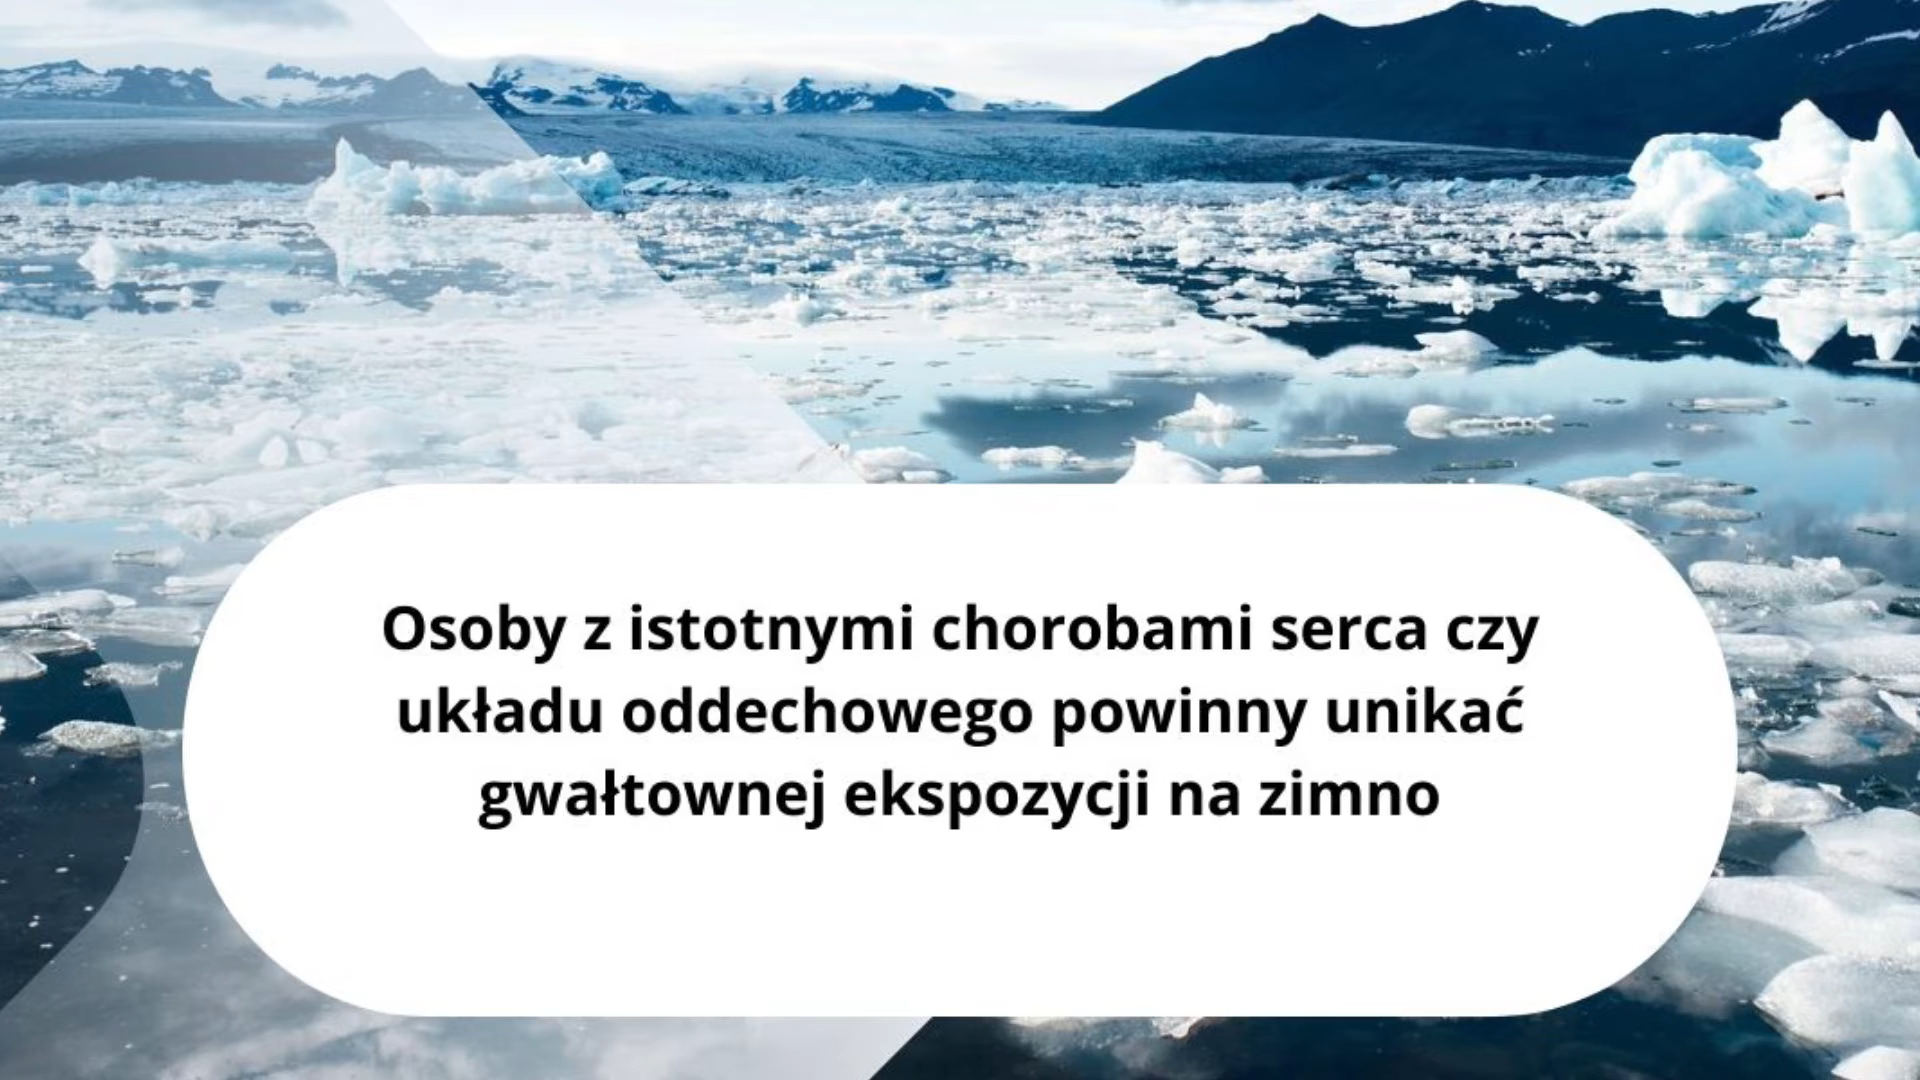 Osoby z istotnymi chorobami serca czy
układu oddechowego powinny unikać
gwałtownej ekspozycji na zimno